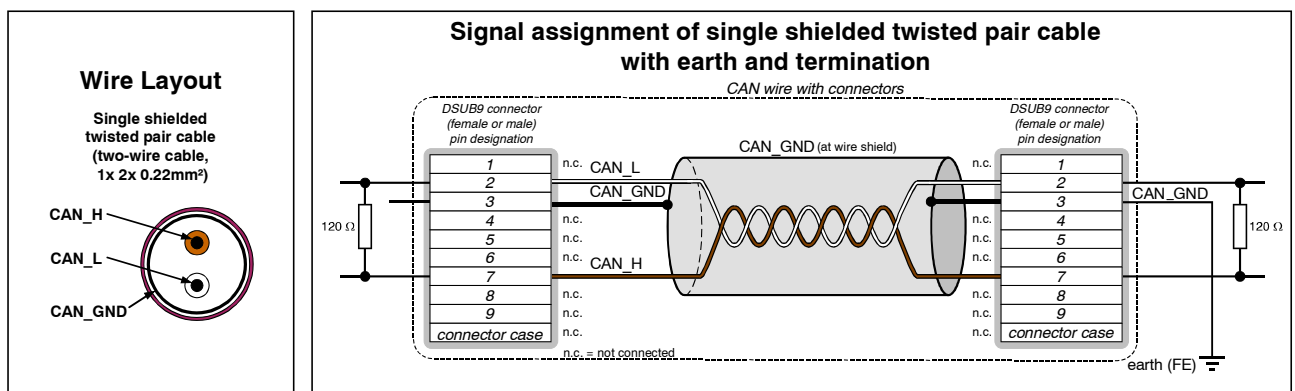 Wire Layout
Single shielded
twisted pair cable
(two-wire cable,
1x 2x 0.22mm²)
CAN_H
CAN_L
CAN_GND
Signal assignment of single shielded twisted pair cable
with earth and termination
CAN wire with connectors
DSUB9 connector
(female or male)
pin designation
1
2
3
4
5
6
7
8
9
connector case
120 Ω
n.c.
CAN_L
CAN_GND
n.c.
n.c.
n.c.
CAN_H
n.c.
n.c.
n.c.
n.c. = not connected
CAN_GND (at wire shield)
DSUB9 connector
(female or male)
pin designation
n.c.
n.c.
n.c.
n.c.
n.c.
n.c.
n.c.
1
2
3
4
5
6
7
8
9
connector case
CAN_GND
120 Ω
earth (FE)